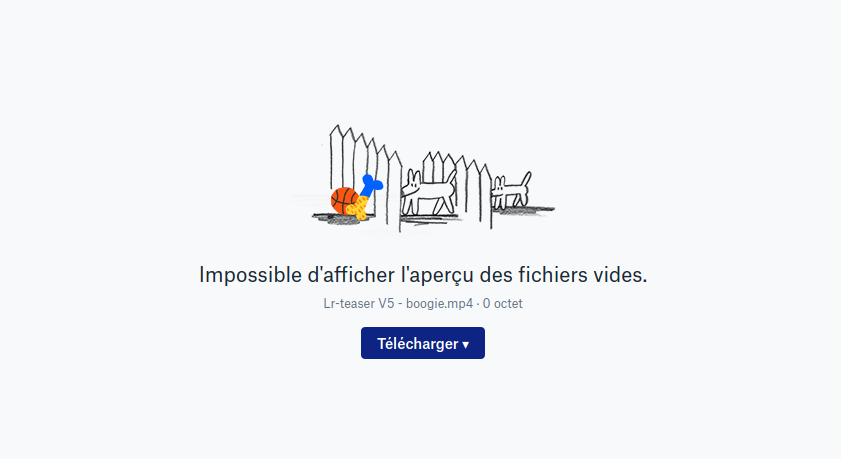 Impossible d'afficher l'aperçu des fichiers vides.
Lr-teaser V5 - boogie.mp4 · 0 octet
Télécharger ▾